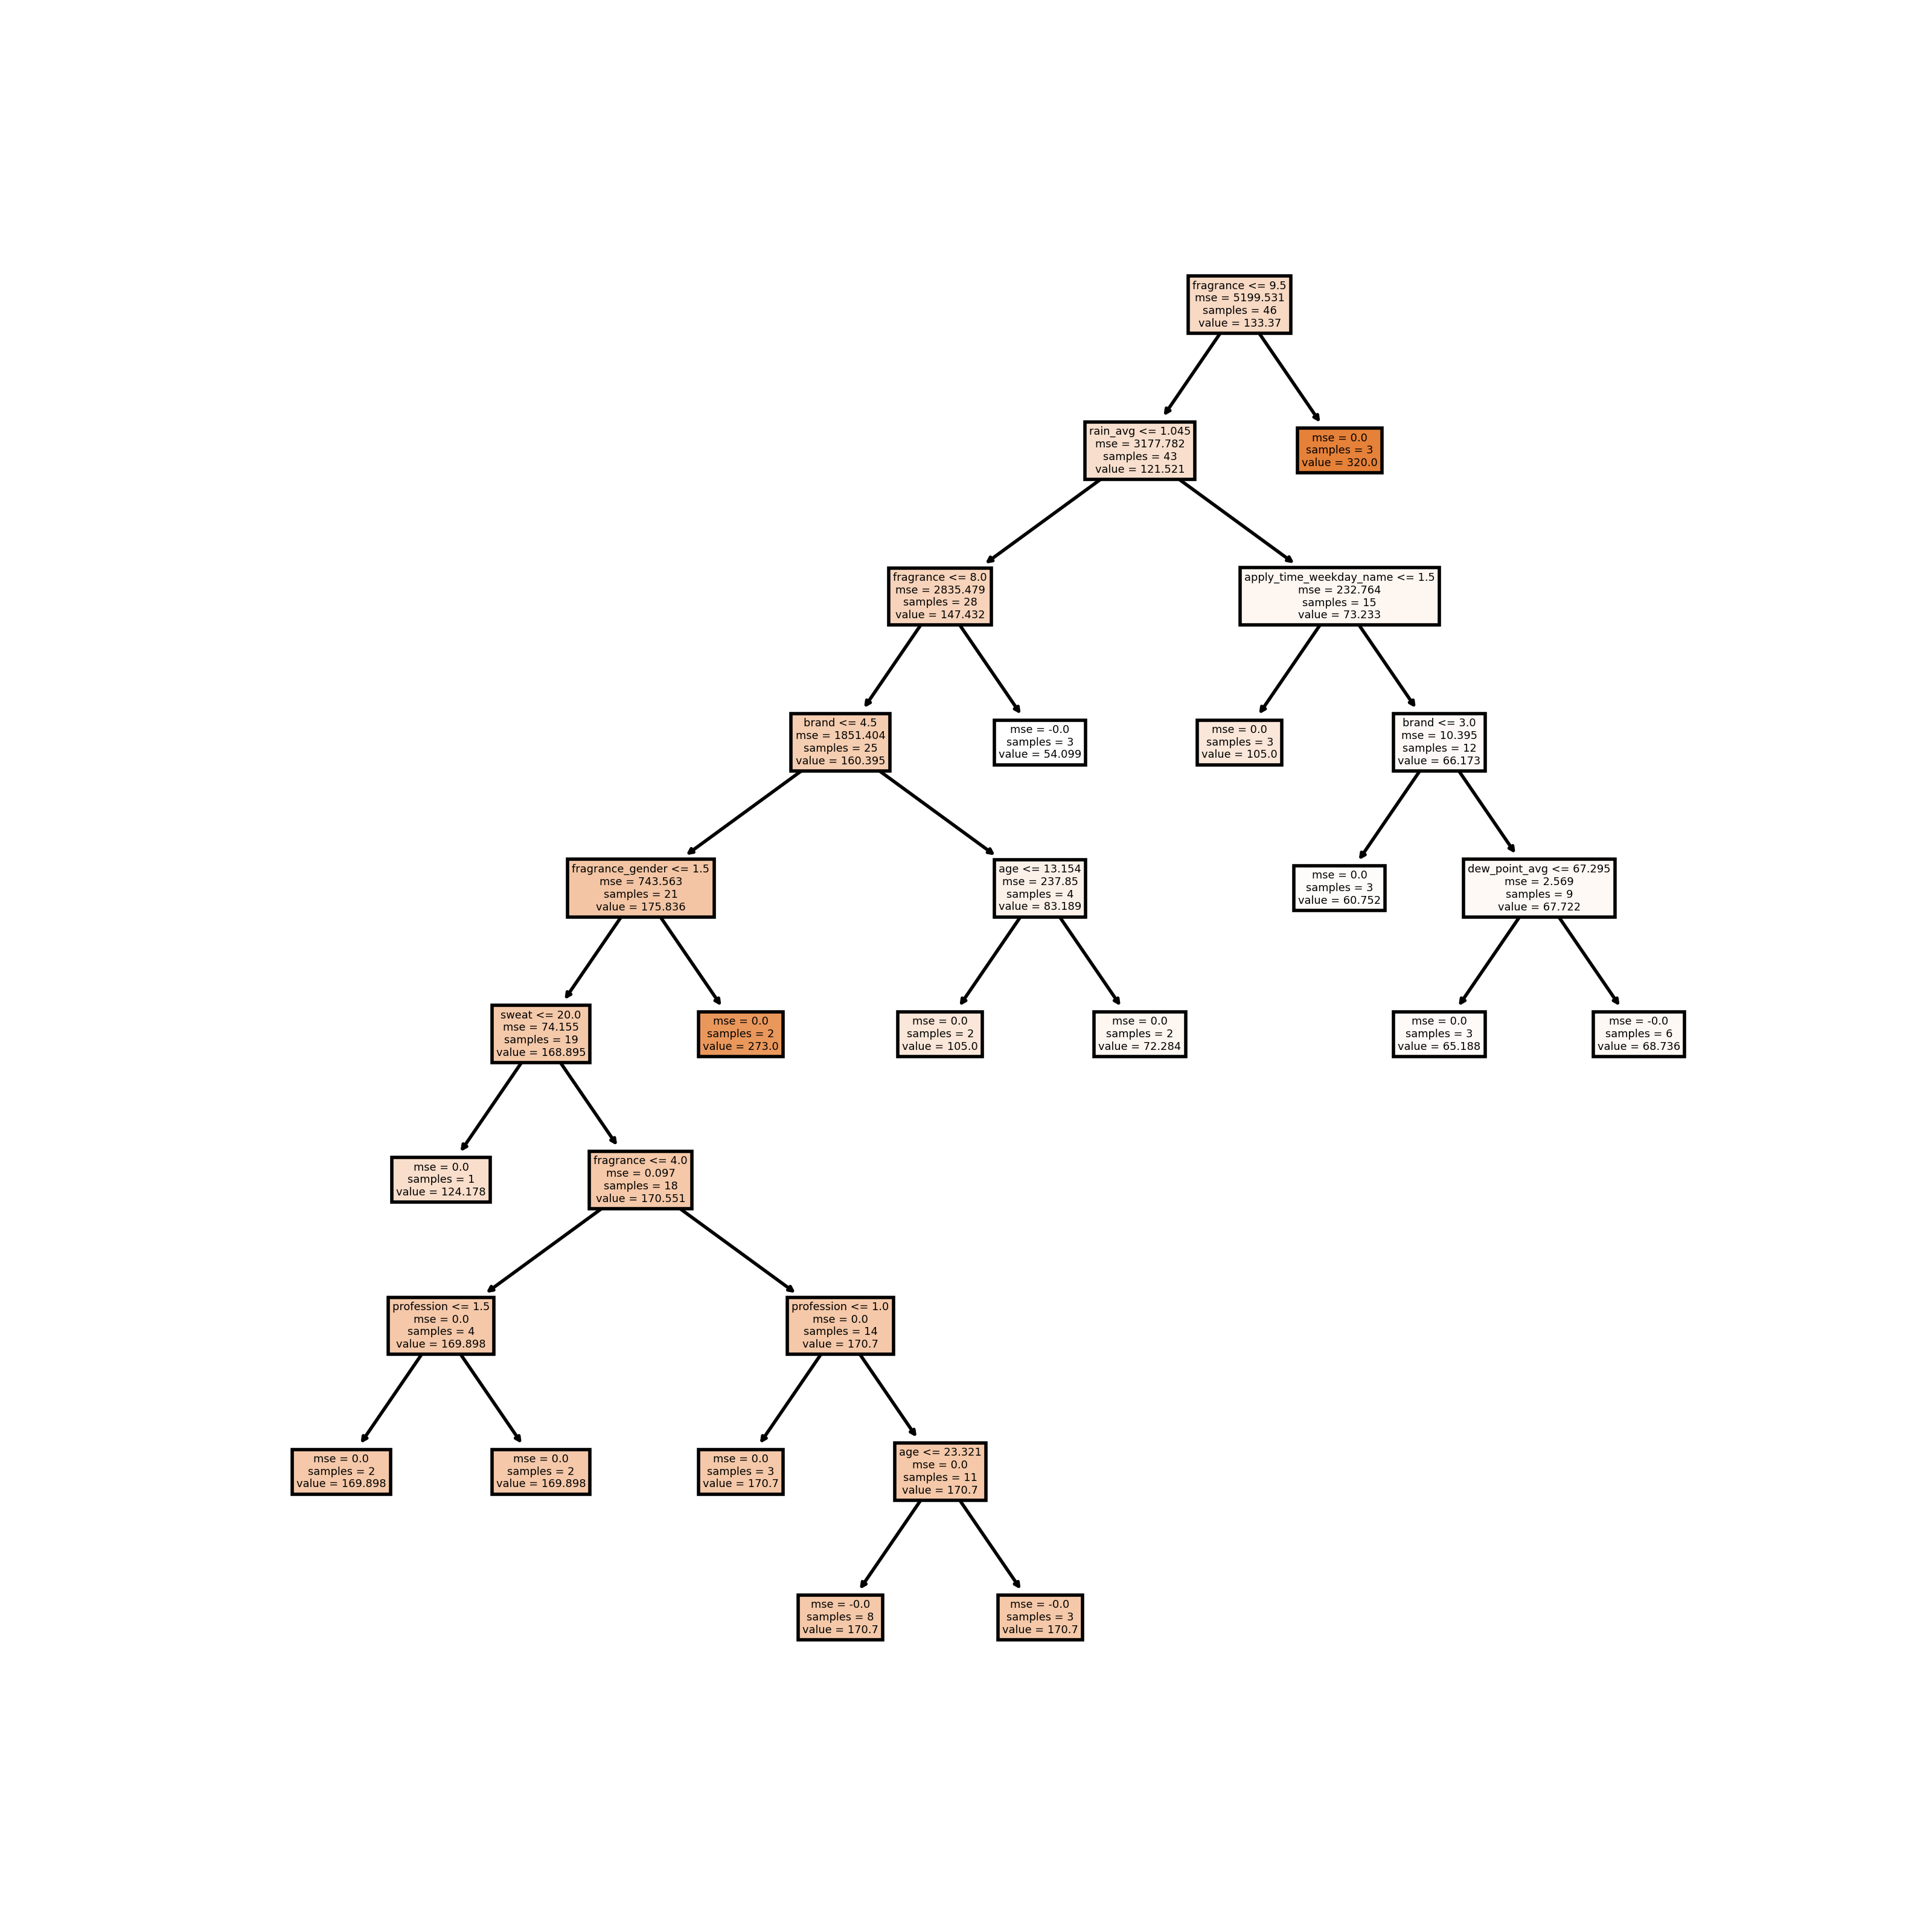 fragrance <= 9.5
mse = 5199.531
samples = 46
value = 133.37
rain_avg <= 1.045
mse = 3177.782
samples = 43
value = 121.521
mse = 0.0
samples = 3
value = 320.0
fragrance <= 8.0
mse = 2835.479
samples = 28
value = 147.432
apply_time_weekday_name <= 1.5
mse = 232.764
samples = 15
value = 73.233
brand <= 4.5
mse = 1851.404
samples = 25
value = 160.395
mse = -0.0
samples = 3
value = 54.099
mse = 0.0
samples = 3
value = 105.0
brand <= 3.0
mse = 10.395
samples = 12
value = 66.173
fragrance_gender <= 1.5
mse = 743.563
samples = 21
value = 175.836
age <= 13.154
mse = 237.85
samples = 4
value = 83.189
mse = 0.0
samples = 3
value = 60.752
dew_point_avg <= 67.295
mse = 2.569
samples = 9
value = 67.722
sweat <= 20.0
mse = 74.155
samples = 19
value = 168.895
mse = 0.0
samples = 2
value = 273.0
mse = 0.0
samples = 2
value = 105.0
mse = 0.0
samples = 2
value = 72.284
mse = 0.0
samples = 3
value = 65.188
mse = -0.0
samples = 6
value = 68.736
mse = 0.0
samples = 1
value = 124.178
fragrance <= 4.0
mse = 0.097
samples = 18
value = 170.551
profession <= 1.5
mse = 0.0
samples = 4
value = 169.898
profession <= 1.0
mse = 0.0
samples = 14
value = 170.7
mse = 0.0
samples = 2
value = 169.898
mse = 0.0
samples = 2
value = 169.898
mse = 0.0
samples = 3
value = 170.7
age <= 23.321
mse = 0.0
samples = 11
value = 170.7
mse = -0.0
samples = 8
value = 170.7
mse = -0.0
samples = 3
value = 170.7